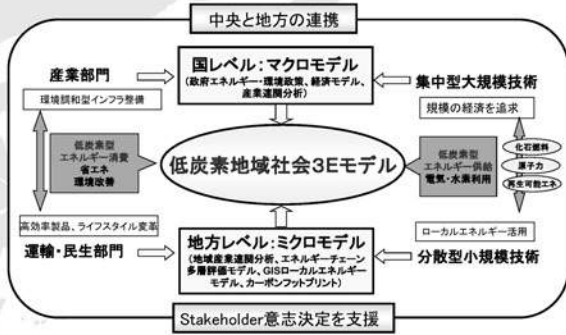 中央と地方の連携
国レベル：マクロモデル
（政府エネルギー・環境政策、経済モデル、
産業連関分析）
産業部門
集中型大規模技術
環境調和型インフラ整備
規模の経済を追求
低炭素型
エネルギー消費
省エネ
環境改善
低炭素地域社会3Eモデル
低炭素型
エネルギー供給
電気・水素利用
化石燃料
原子力
再生可能エネ
高効率製品、ライフスタイル変革
ローカルエネルギー活用
運輸・民生部門
地方レベル：ミクロモデル
（地域産業連関分析、エネルギーチェーン
多層評価モデル、GISローカルエネルギー
モデル、カーボンフットプリント）
分散型小規模技術
Stakeholder意志決定を支援